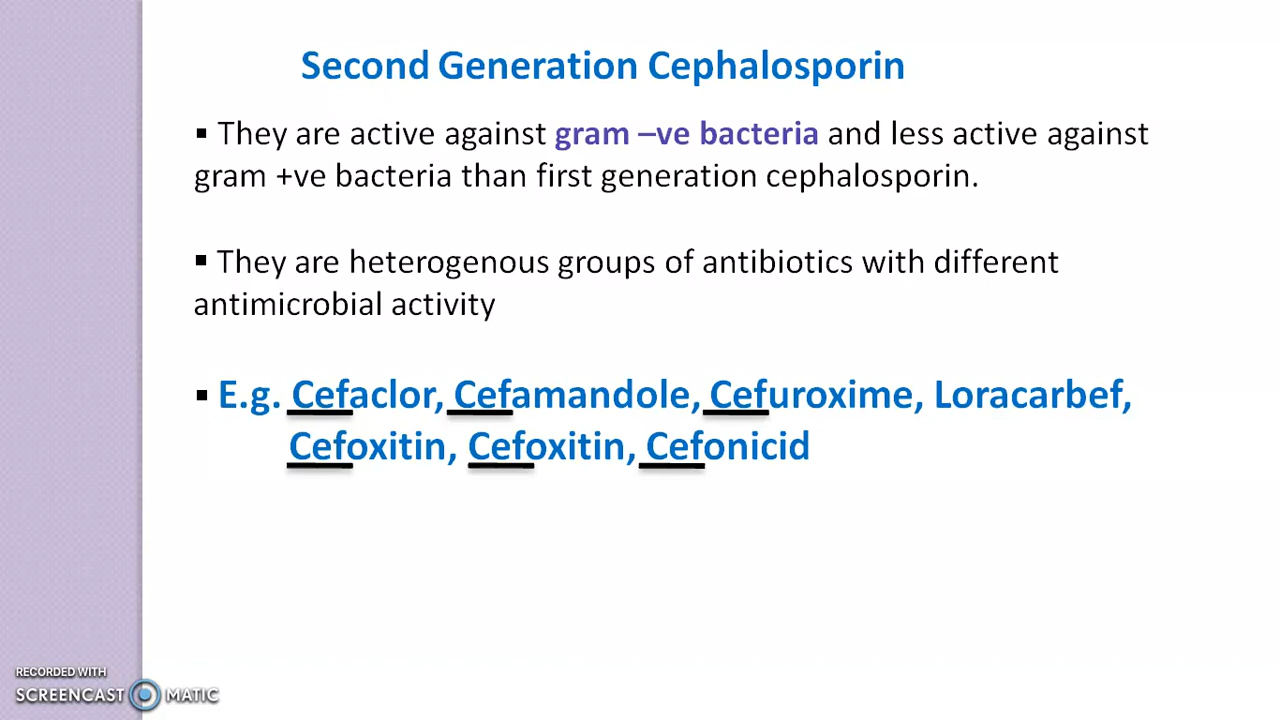 Second Generation Cephalosporin
▪ They are active against gram –ve bacteria and less active against
gram +ve bacteria than first generation cephalosporin.
▪ They are heterogenous groups of antibiotics with different
antimicrobial activity
▪ E.g. Cefaclor, Cefamandole, Cefuroxime, Loracarbef,
Cefoxitin, Cefoxitin, Cefonicid
RECORDED WITH
SCREENCAST MATIC